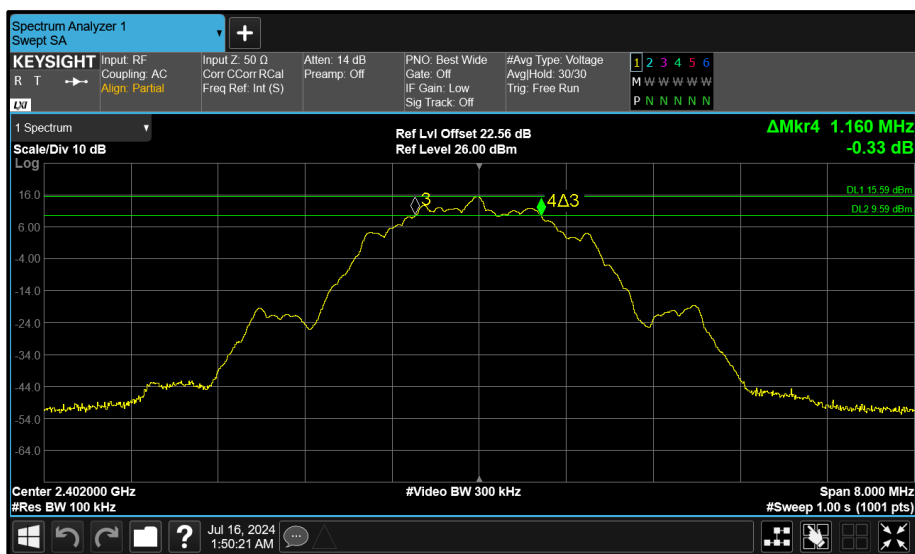 Spectrum Analyzer 1
Swept SA
+
KEYSIGHT
R T
LXI
Input: RF
Coupling: AC
Align: Partial
Input Z: 50 Ω
Corr CCorr RCal
Freq Ref: Int (S)
Atten: 14 dB
Preamp: Off
PNO: Best Wide
Gate: Off
IF Gain: Low
Sig Track: Off
#Avg Type: Voltage
Avg|Hold: 30/30
Trig: Free Run
1 2 3 4 5 6
M W W W W W
P N N N N N
1 Spectrum
Scale/Div 10 dB
Log
Ref Lvl Offset 22.56 dB
Ref Level 26.00 dBm
ΔMkr4 1.160 MHz
-0.33 dB
16.0
6.00
-4.00
-14.0
-24.0
-34.0
-44.0
-54.0
-64.0
3
4Δ3
DL1 15.59 dBm
DL2 9.59 dBm
Center 2.402000 GHz
#Res BW 100 kHz
#Video BW 300 kHz
Span 8.000 MHz
#Sweep 1.00 s (1001 pts)
?
Jul 16, 2024
1:50:21 AM